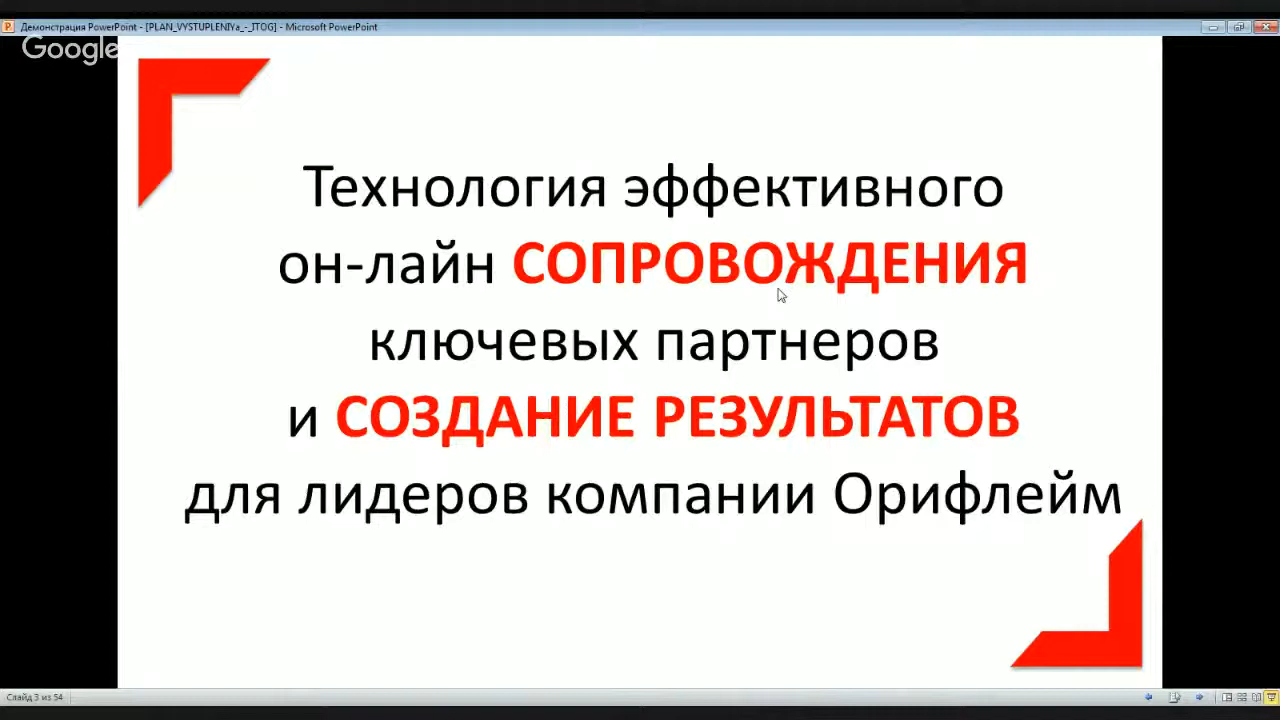 Демонстрация PowerPoint - [PLAN_VYSTUPLENIYa_-_ITOG] - Microsoft PowerPoint
Google
Технология эффективного
он-лайн СОПРОВОЖДЕНИЯ
ключевых партнеров
и СОЗДАНИЕ РЕЗУЛЬТАТОВ
для лидеров компании Орифлейм
Слайд 3 из 54